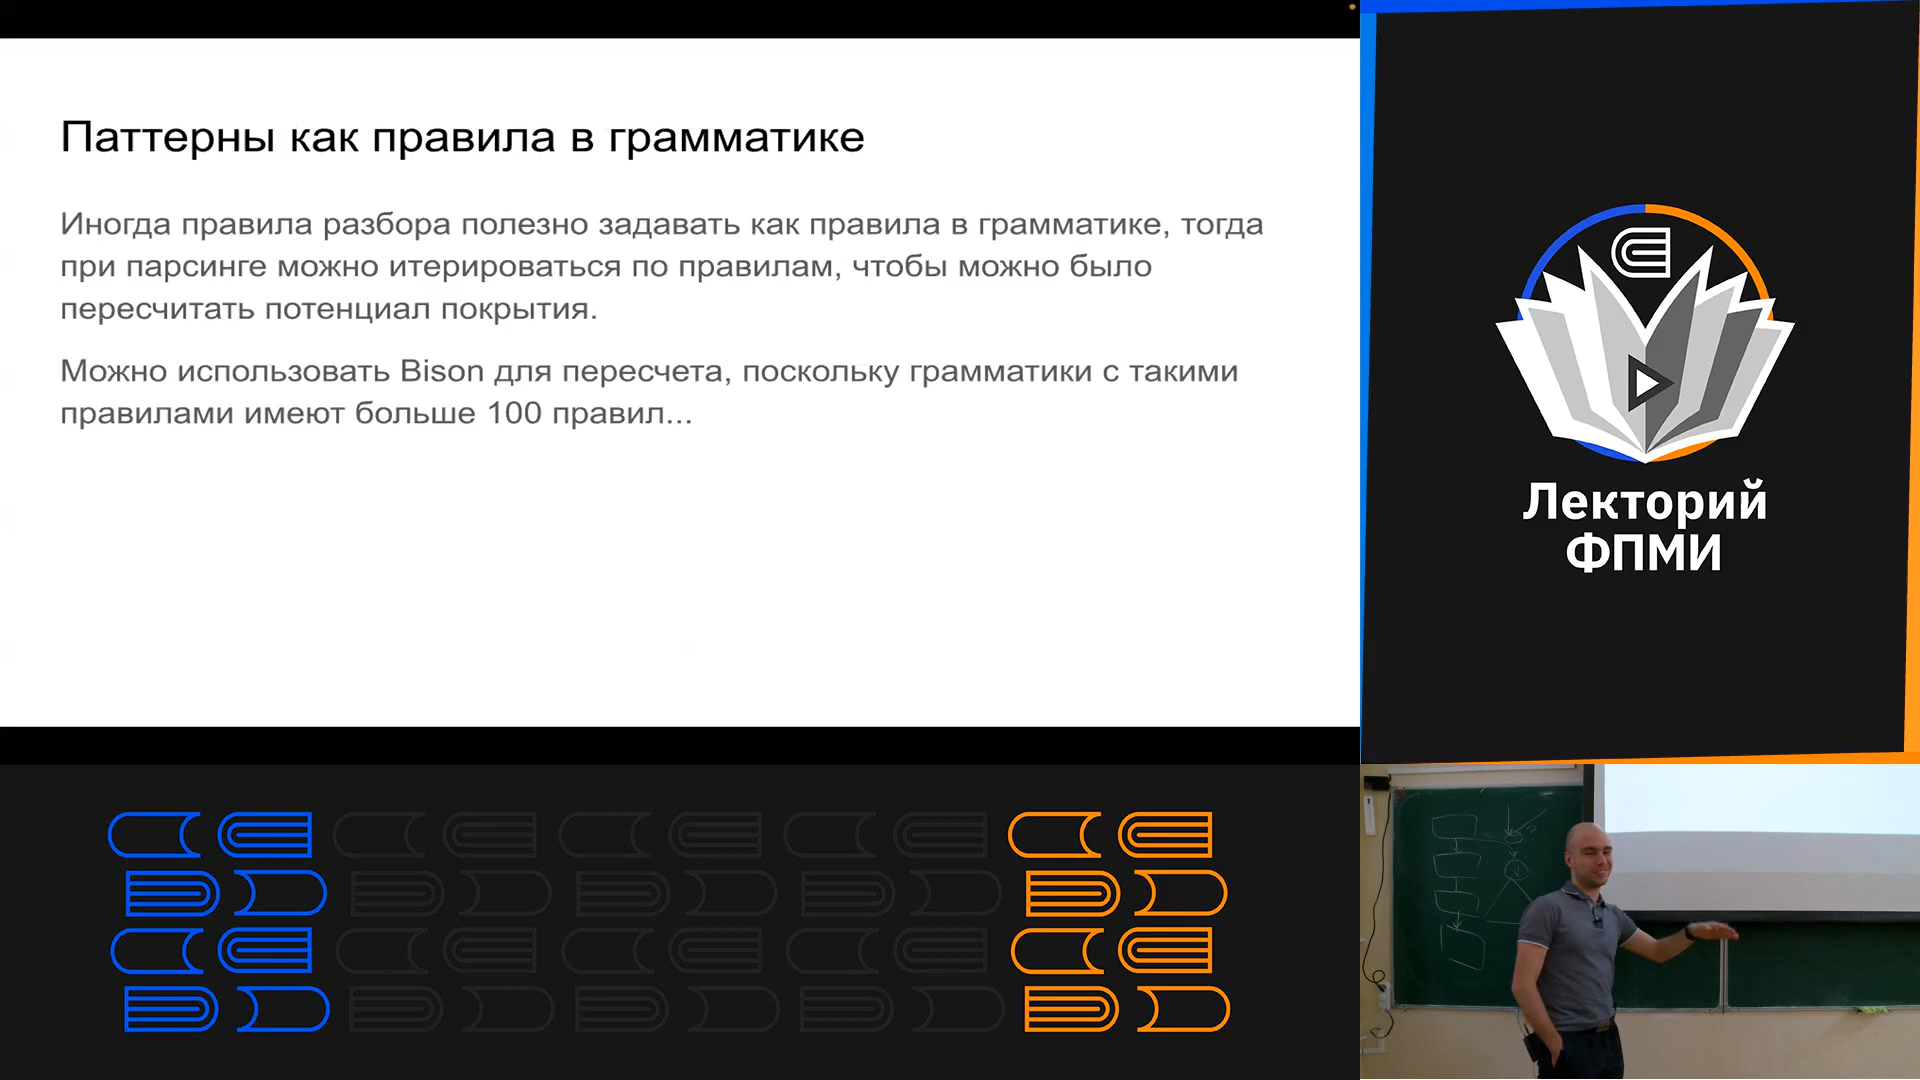 Паттерны как правила в грамматике
Иногда правила разбора полезно задавать как правила в грамматике, тогда
при парсинге можно итерироваться по правилам, чтобы можно было
пересчитать потенциал покрытия.
Можно использовать Bison для пересчета, поскольку грамматики с такими
правилами имеют больше 100 правил...
Лекторий
ФПМИ